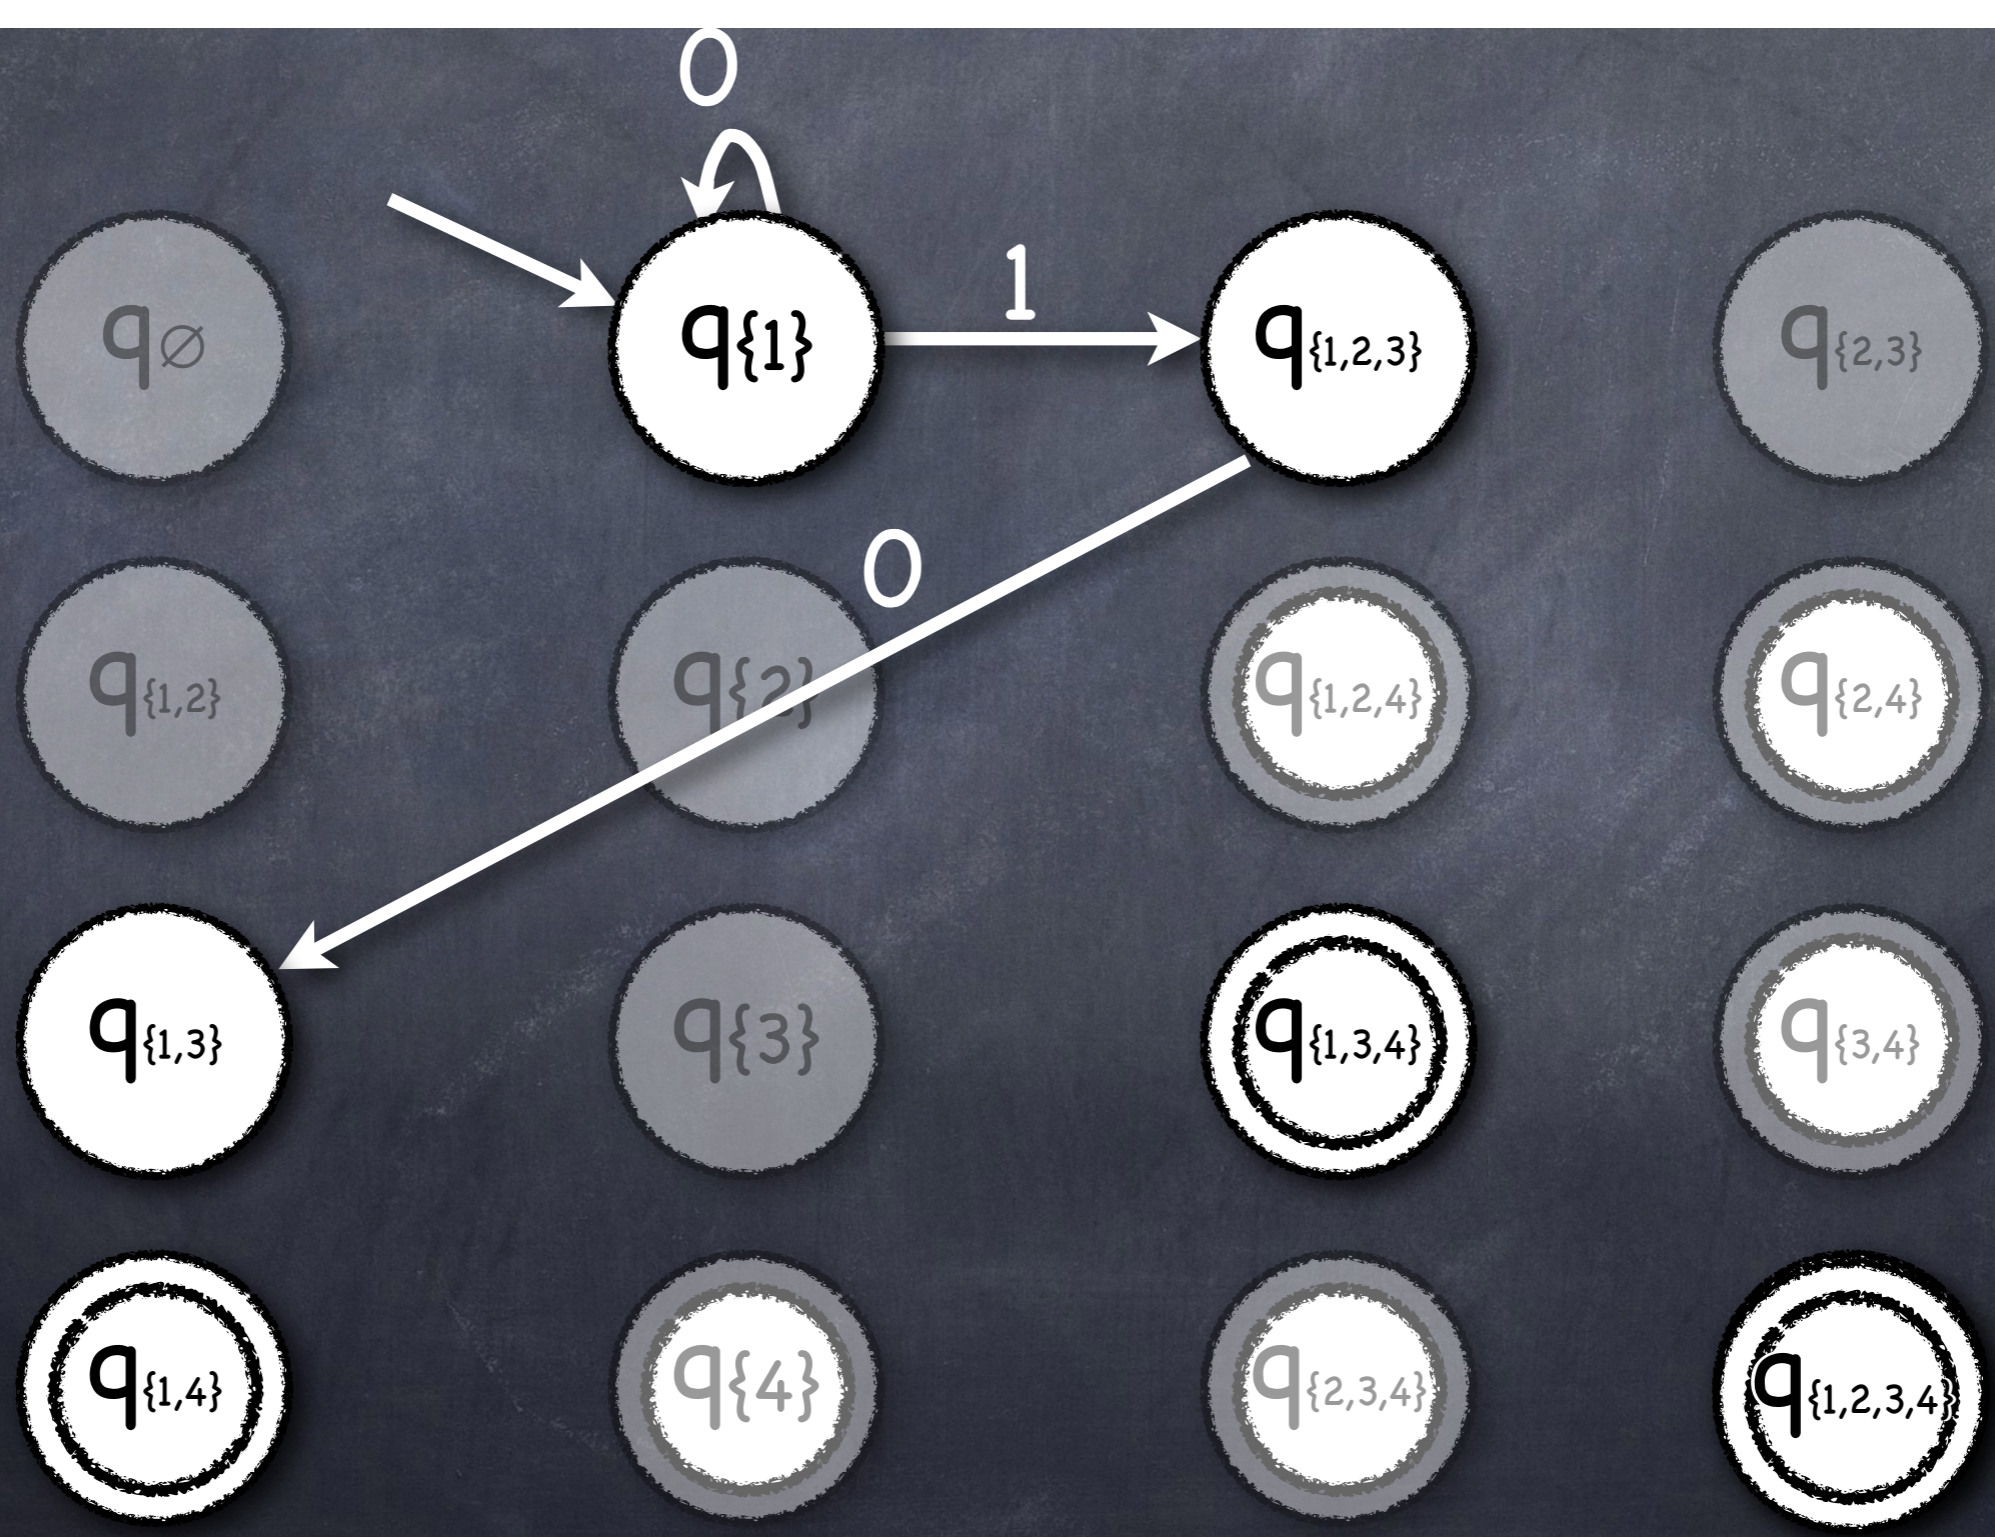 0
1
q∅ q{1} q{1,2,3} q{2,3}
0
q{1,2} q{2} q{1,2,4} q{2,4}
q{1,3} q{3} q{1,3,4} q{3,4}
q{1,4} q{4} q{2,3,4} q{1,2,3,4}